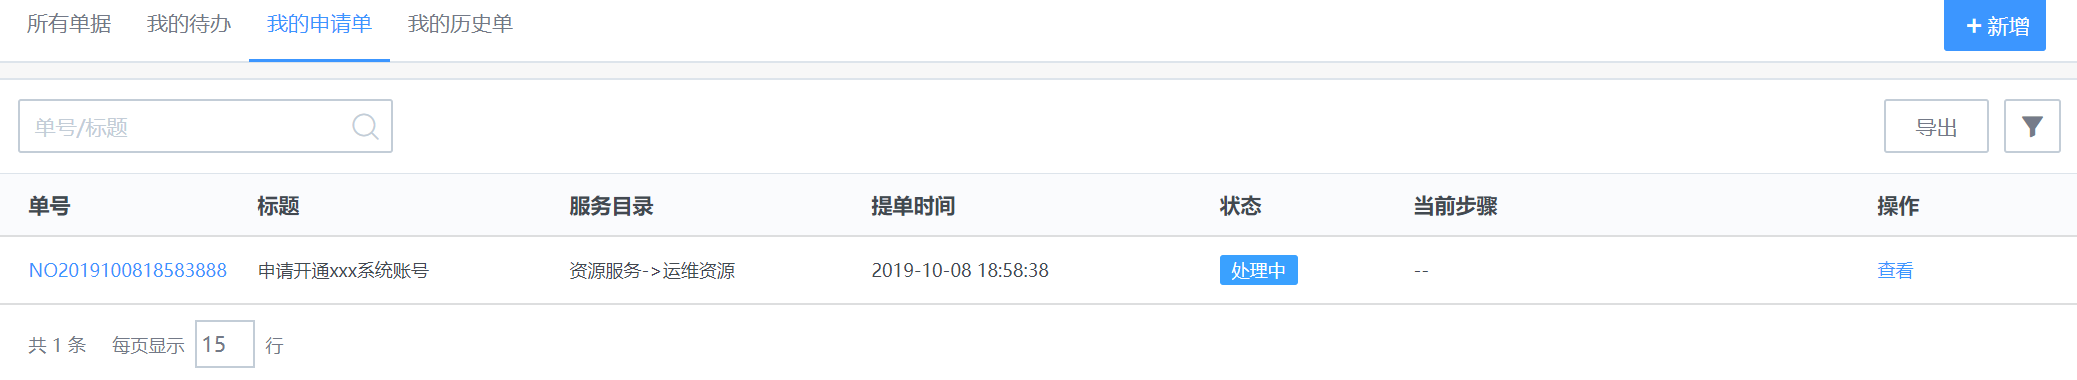 所有单据 我的待办 我的申请单 我的历史单 + 新增
单号/标题 导出
单号 标题 服务目录 提单时间 状态 当前步骤 操作
NO2019100818583888 申请开通xxx系统账号 资源服务->运维资源 2019-10-08 18:58:38 处理中 -- 查看
共 1 条 每页显示 15 行